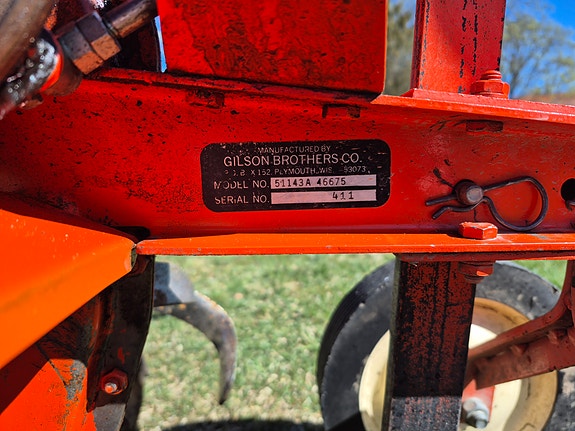 MANUFACTURED BY
GILSON BROTHERS CO.
P.O. BOX 152, PLYMOUTH, WIS. 53073
MODEL NO. 51143A 46675
SERIAL NO. 411